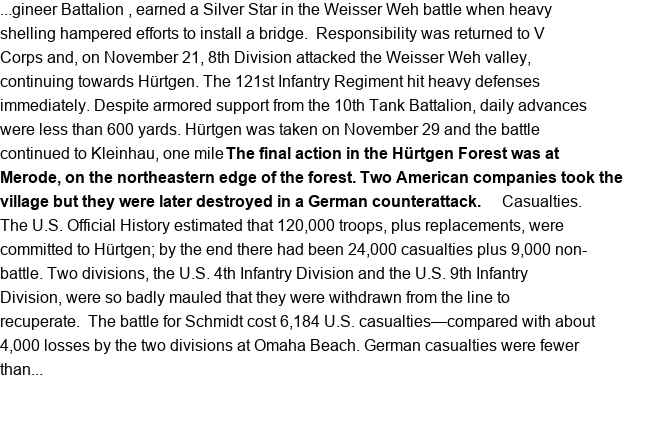 ...gineer Battalion , earned a Silver Star in the Weisser Weh battle when heavy
shelling hampered efforts to install a bridge.  Responsibility was returned to V
Corps and, on November 21, 8th Division attacked the Weisser Weh valley,
continuing towards Hürtgen. The 121st Infantry Regiment hit heavy defenses
immediately. Despite armored support from the 10th Tank Battalion, daily advances
were less than 600 yards. Hürtgen was taken on November 29 and the battle
continued to Kleinhau, one mile The final action in the Hürtgen Forest was at
Merode, on the northeastern edge of the forest. Two American companies took the
village but they were later destroyed in a German counterattack.     Casualties.
The U.S. Official History estimated that 120,000 troops, plus replacements, were
committed to Hürtgen; by the end there had been 24,000 casualties plus 9,000 non-
battle. Two divisions, the U.S. 4th Infantry Division and the U.S. 9th Infantry
Division, were so badly mauled that they were withdrawn from the line to
recuperate.  The battle for Schmidt cost 6,184 U.S. casualties—compared with about
4,000 losses by the two divisions at Omaha Beach. German casualties were fewer
than...